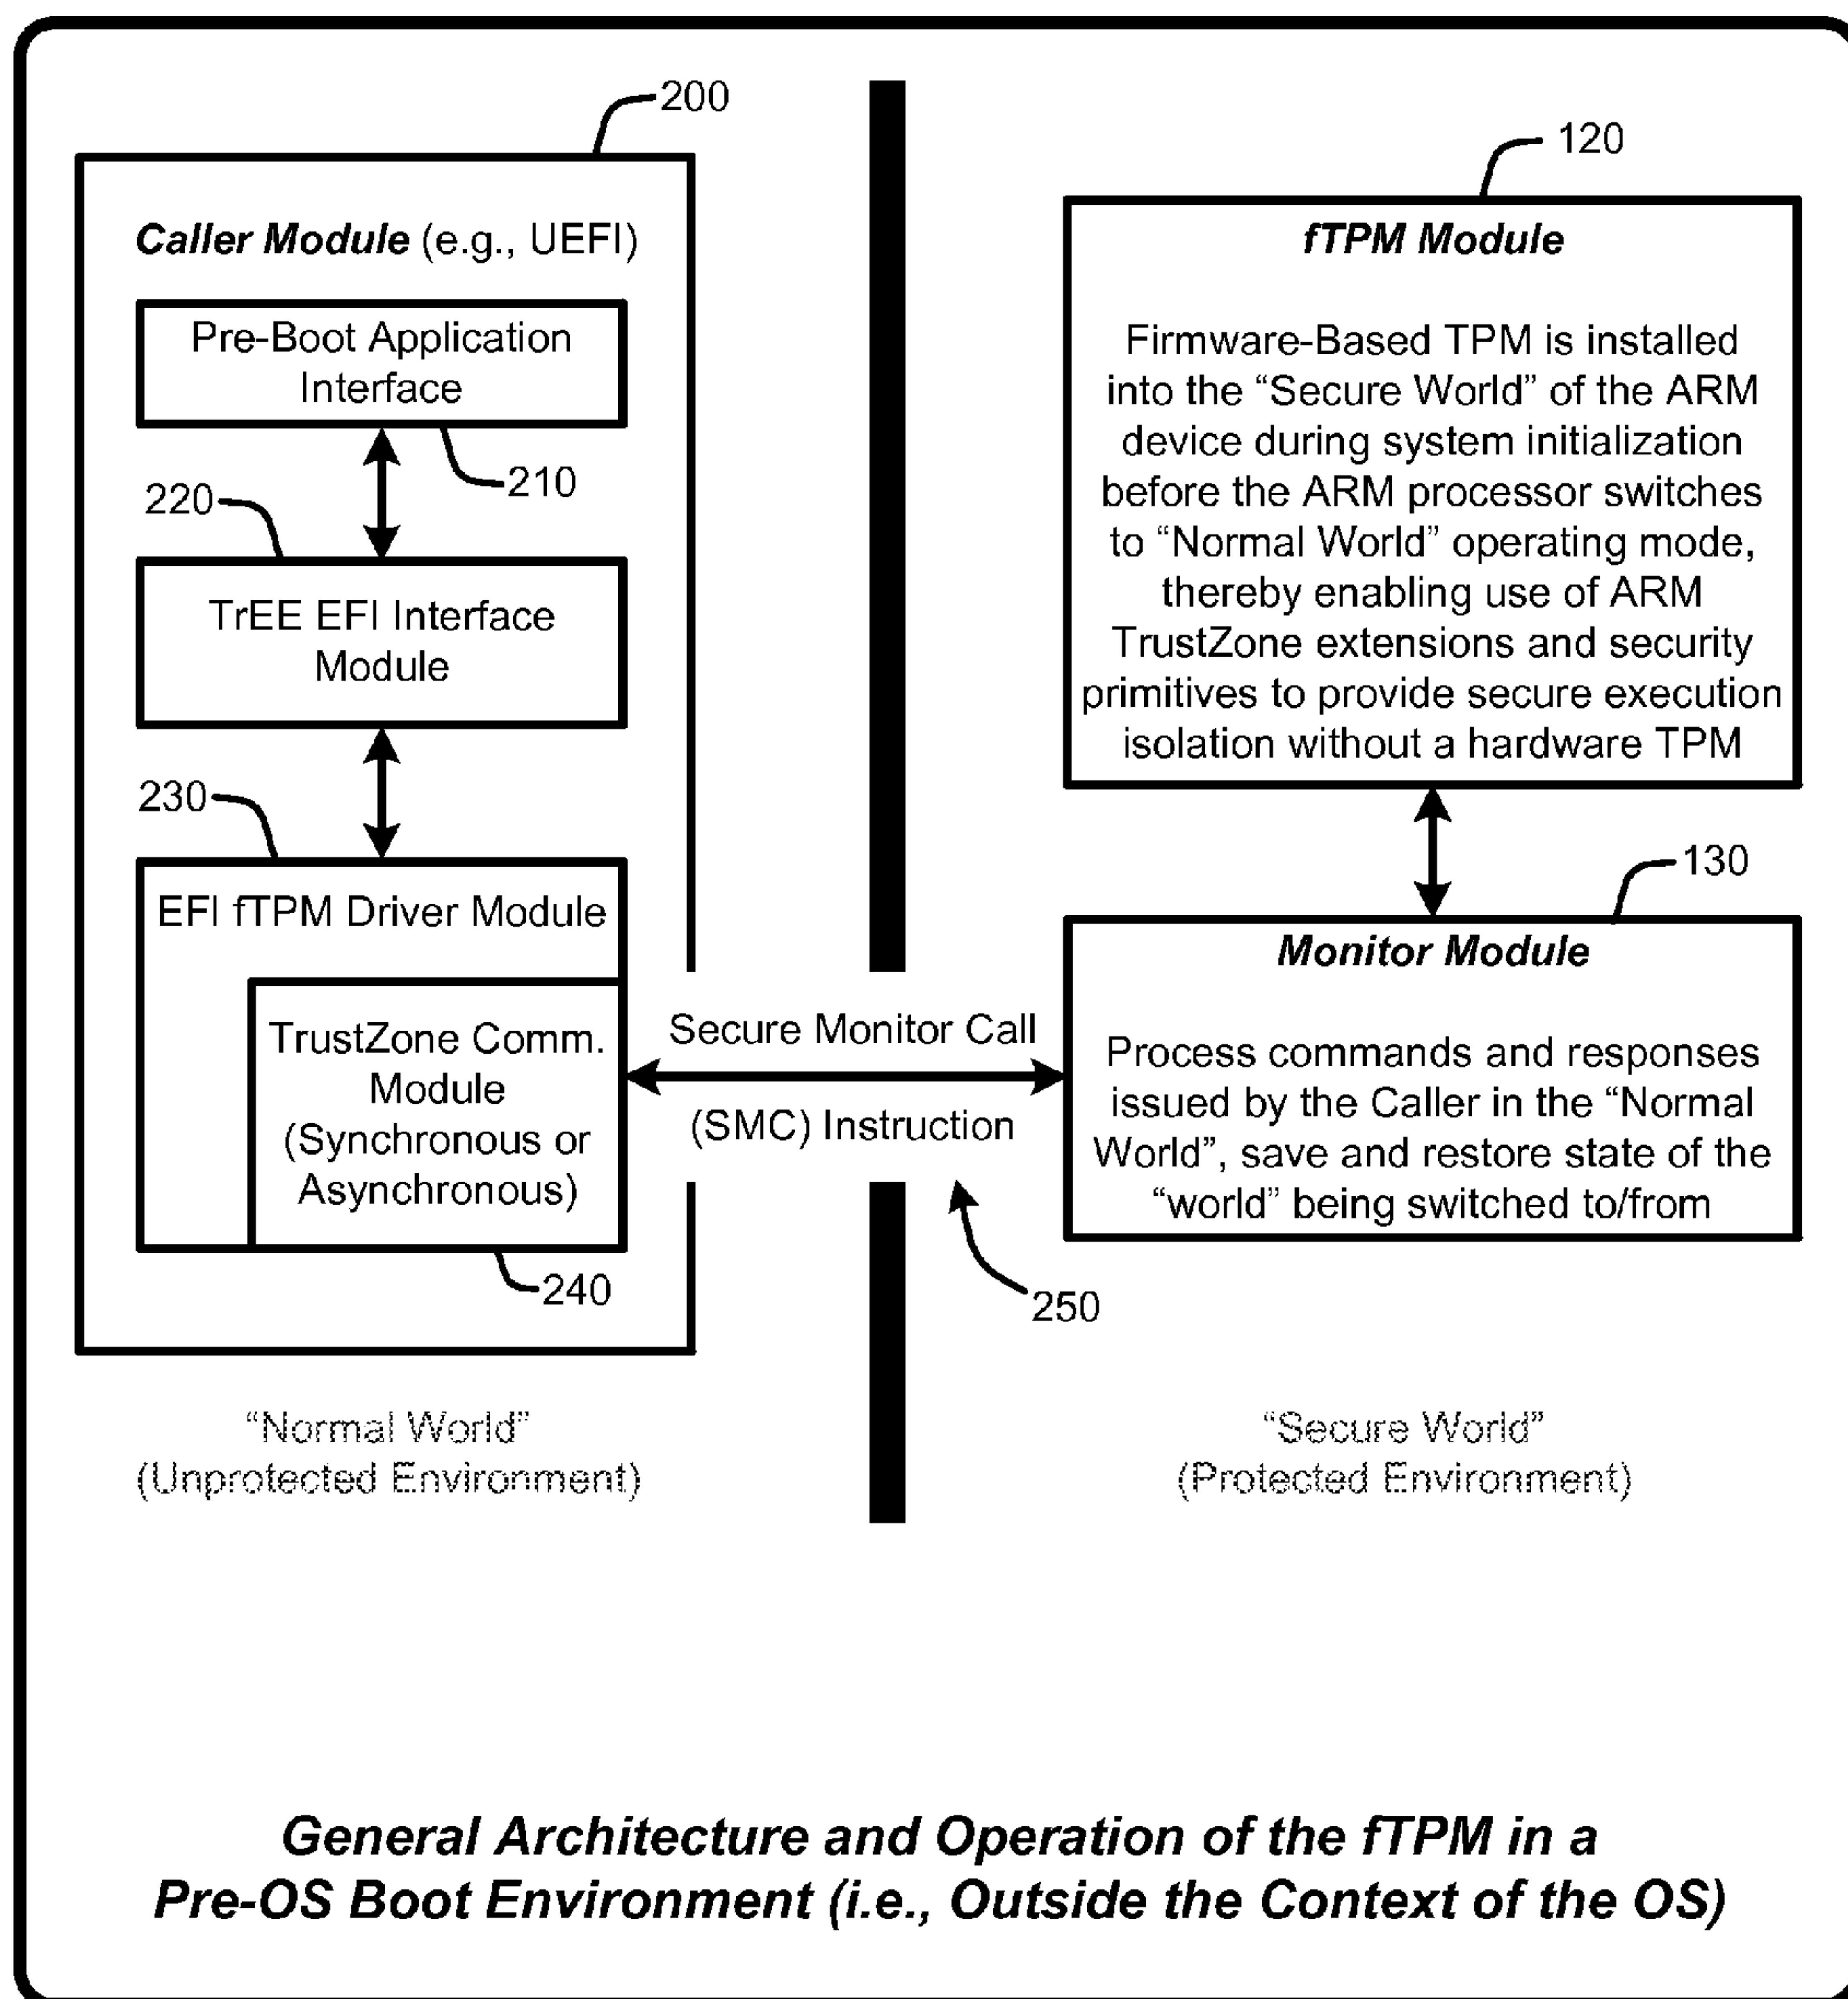 200
Caller Module (e.g., UEFI)
Pre-Boot Application
Interface
210
220
TrEE EFI Interface
Module
230
EFI fTPM Driver Module
TrustZone Comm.
Module
(Synchronous or
Asynchronous)
240
Secure Monitor Call
(SMC) Instruction
250
120
fTPM Module
Firmware-Based TPM is installed
into the “Secure World” of the ARM
device during system initialization
before the ARM processor switches
to “Normal World” operating mode,
thereby enabling use of ARM
TrustZone extensions and security
primitives to provide secure execution
isolation without a hardware TPM
130
Monitor Module
Process commands and responses
issued by the Caller in the “Normal
World”, save and restore state of the
“world” being switched to/from
“Normal World”
(Unprotected Environment)
“Secure World”
(Protected Environment)
General Architecture and Operation of the fTPM in a
Pre-OS Boot Environment (i.e., Outside the Context of the OS)